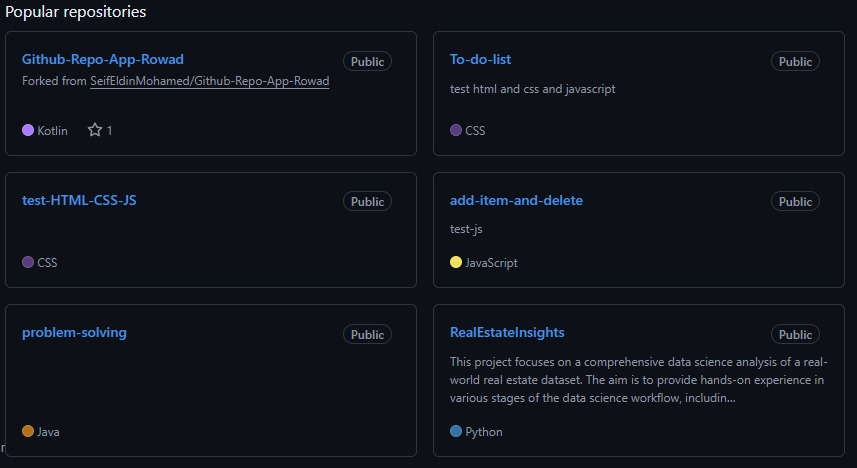 Popular repositories
Github-Repo-App-Rowad
Public
Forked from SeifEldinMohamed/Github-Repo-App-Rowad
Kotlin
1
To-do-list
Public
test html and css and javascript
CSS
test-HTML-CSS-JS
Public
CSS
add-item-and-delete
Public
test-js
JavaScript
problem-solving
Public
Java
RealEstateInsights
Public
This project focuses on a comprehensive data science analysis of a real-
world real estate dataset. The aim is to provide hands-on experience in
various stages of the data science workflow, includin...
Python
r